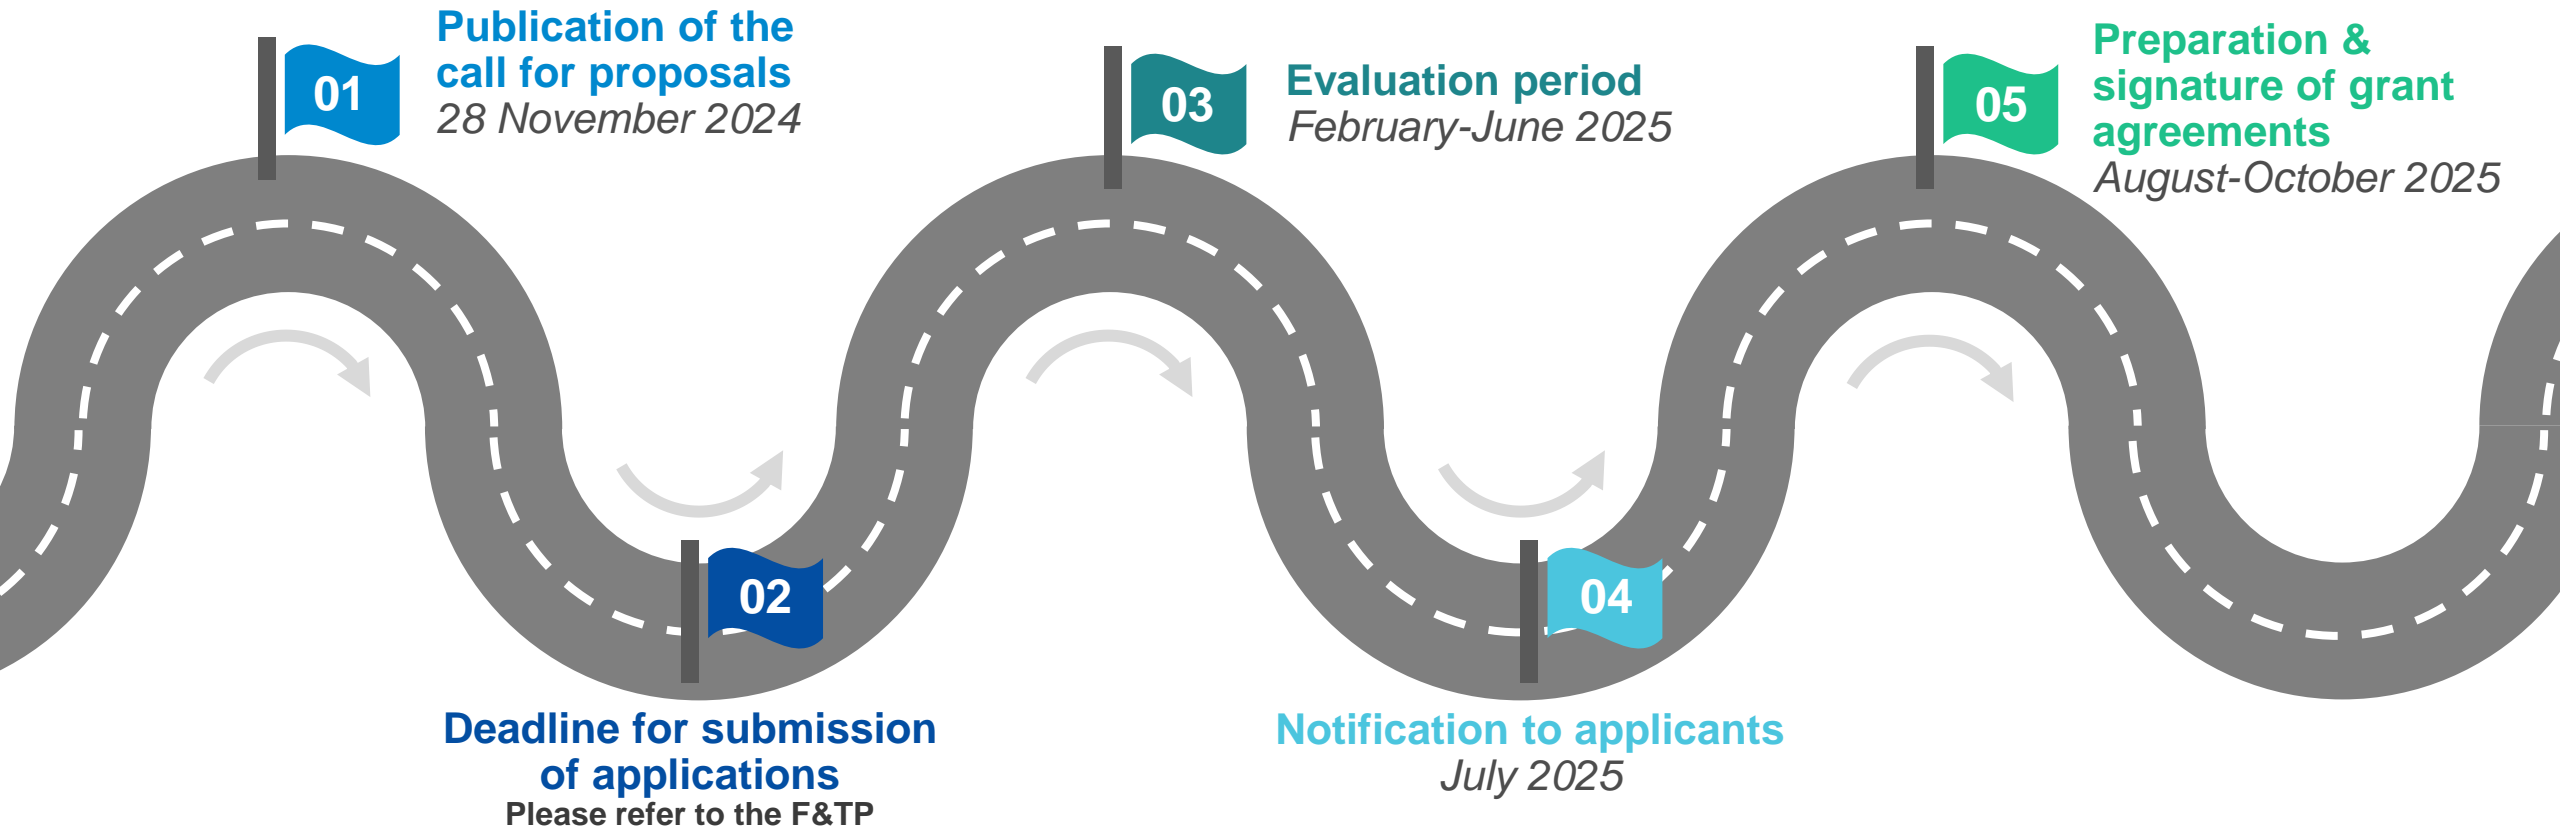 01
Publication of the
call for proposals
28 November 2024
02
Deadline for submission
of applications
Please refer to the F&TP
03
Evaluation period
February-June 2025
04
Notification to applicants
July 2025
05
Preparation &
signature of grant
agreements
August-October 2025